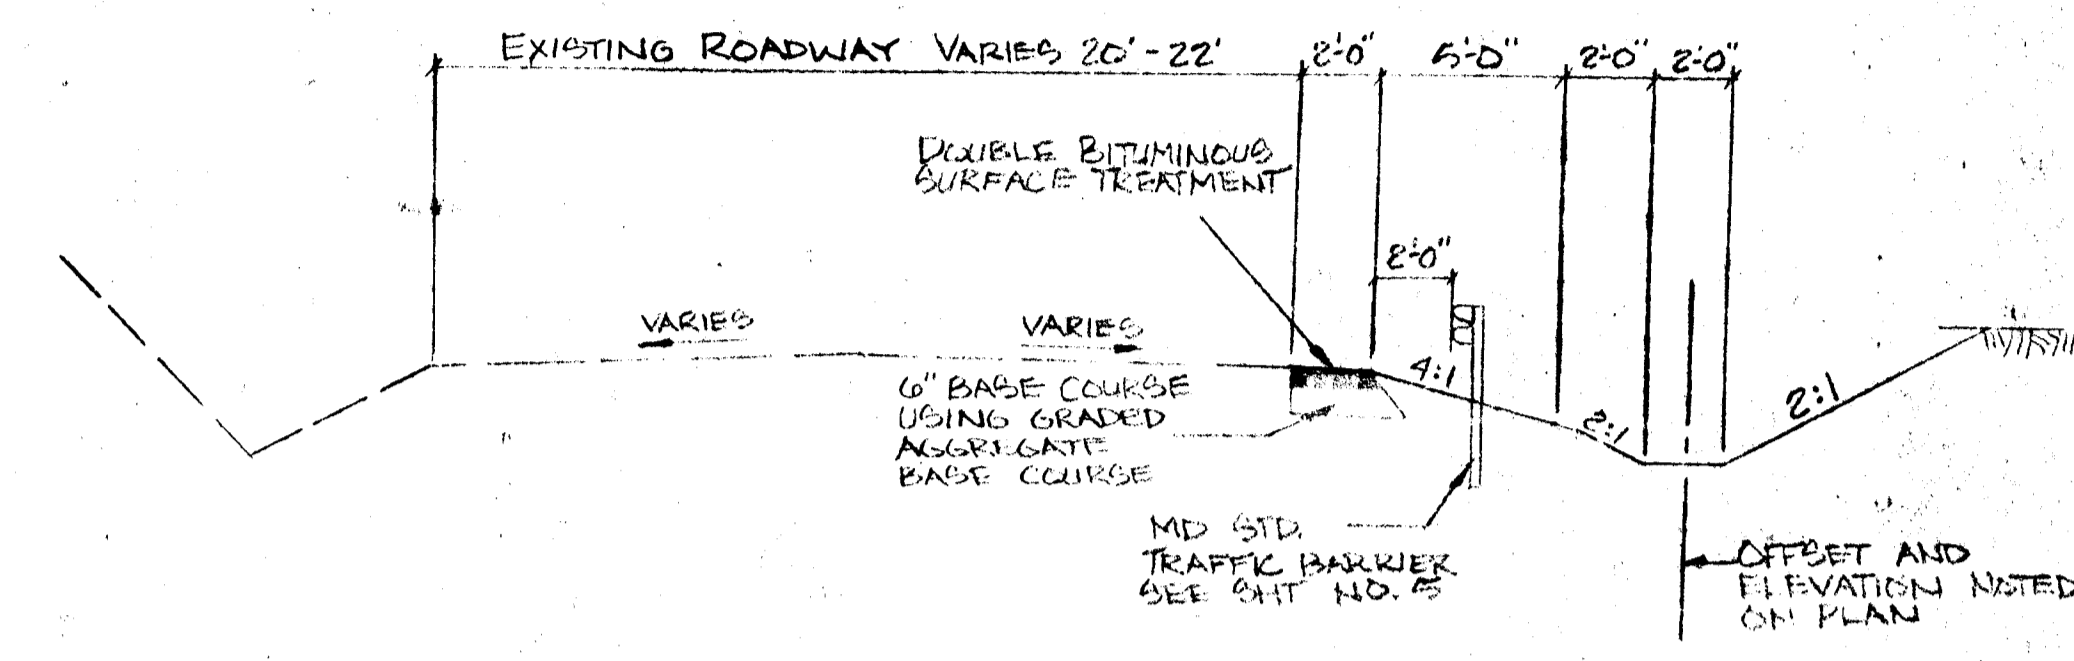 EXISTING ROADWAY VARIES 20'-22'
2'-0"
5'-0"
2'-0"
2'-0"
DOUBLE BITUMINOUS
SURFACE TREATMENT
2'-0"
VARIES
VARIES
4:1
2:1
2:1
6" BASE COURSE
USING GRADED
AGGREGATE
BASE COURSE
MD STD.
TRAFFIC BARRIER
SEE SHT NO. 5
OFFSET AND
ELEVATION NOTED
ON PLAN